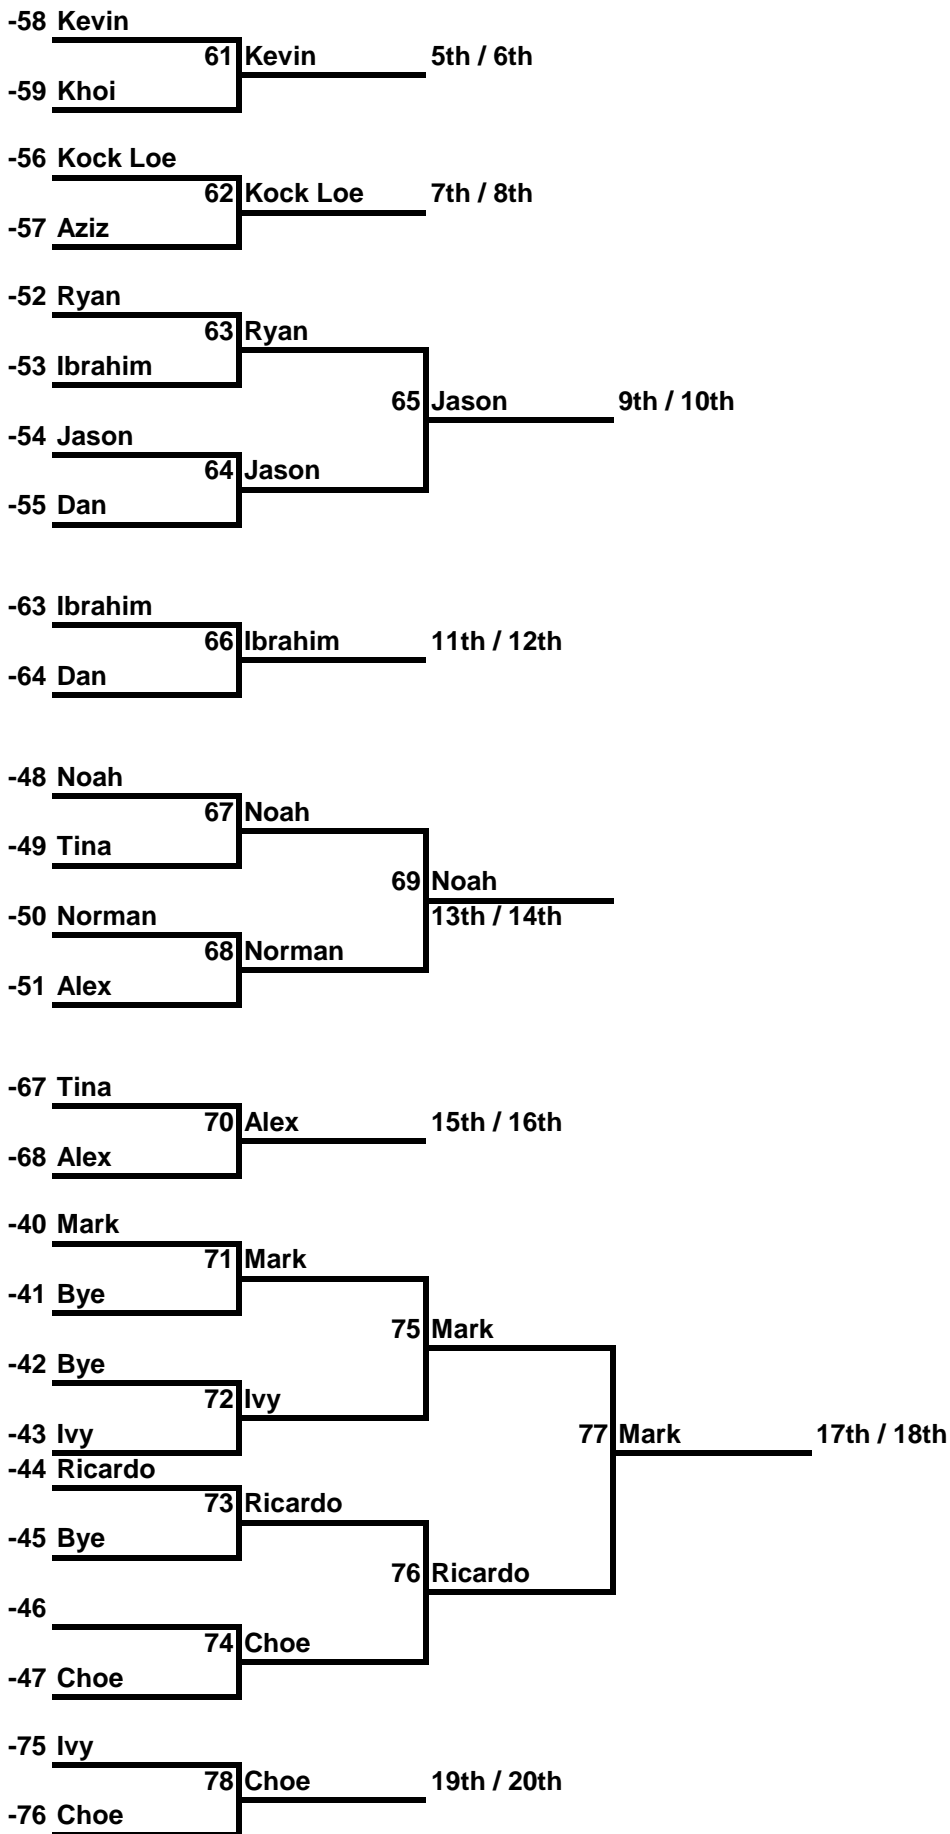 -58 Kevin
61 Kevin 5th / 6th
-59 Khoi
-56 Kock Loe
62 Kock Loe 7th / 8th
-57 Aziz
-52 Ryan
63 Ryan
-53 Ibrahim
65 Jason 9th / 10th
-54 Jason
64 Jason
-55 Dan
-63 Ibrahim
66 Ibrahim 11th / 12th
-64 Dan
-48 Noah
67 Noah
-49 Tina
69 Noah
-50 Norman 13th / 14th
68 Norman
-51 Alex
-67 Tina
70 Alex 15th / 16th
-68 Alex
-40 Mark
71 Mark
-41 Bye
75 Mark
-42 Bye
72 Ivy
-43 Ivy 77 Mark 17th / 18th
-44 Ricardo
73 Ricardo
-45 Bye
76 Ricardo
-46
74 Choe
-47 Choe
-75 Ivy
78 Choe 19th / 20th
-76 Choe